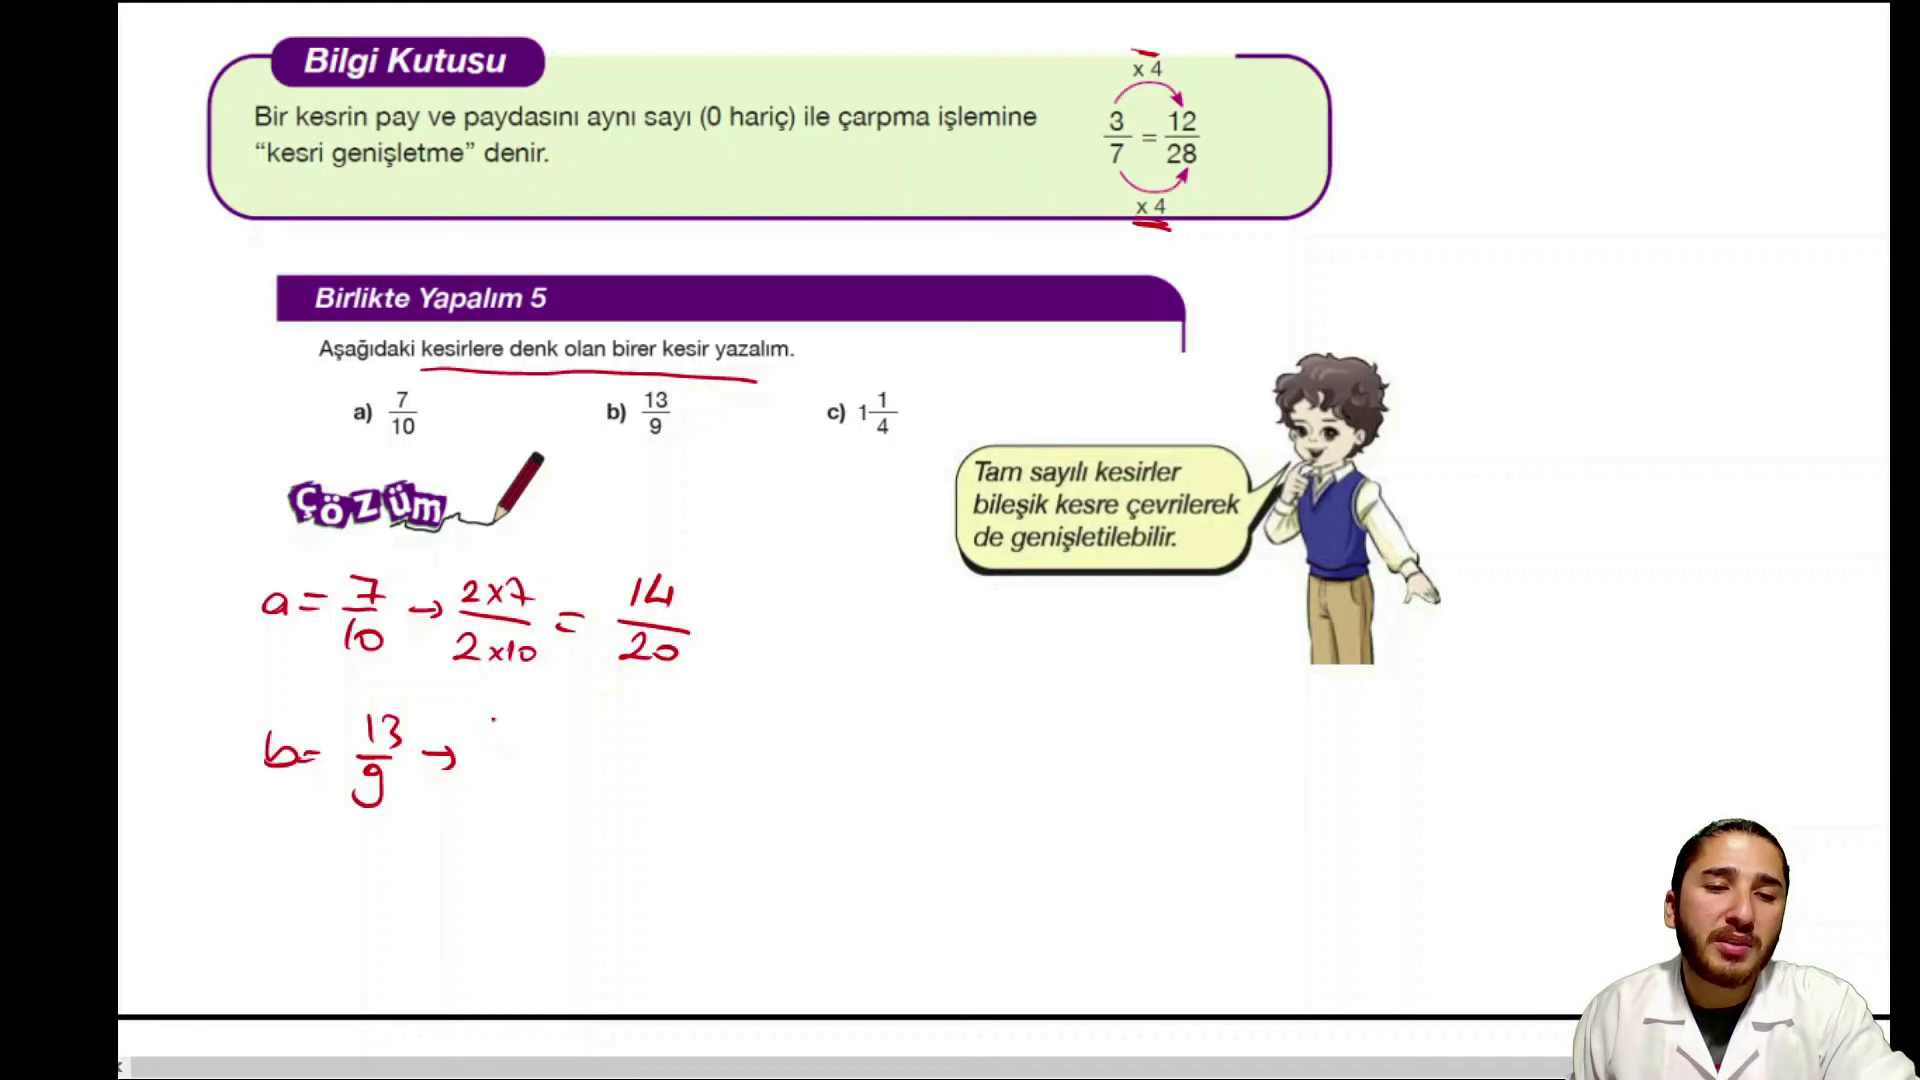 Bilgi Kutusu
Bir kesrin pay ve paydasını aynı sayı (0 hariç) ile çarpma işlemine
“kesri genişletme” denir.
x 4
3/7 = 12/28
x 4
Birlikte Yapalım 5
Aşağıdaki kesirlere denk olan birer kesir yazalım.
a) 7/10 b) 13/9 c) 1 1/4
Çözüm
Tam sayılı kesirler
bileşik kesre çevrilerek
de genişletilebilir.
a = 7/10 → 2x7/2x10 = 14/20
b = 13/9 →